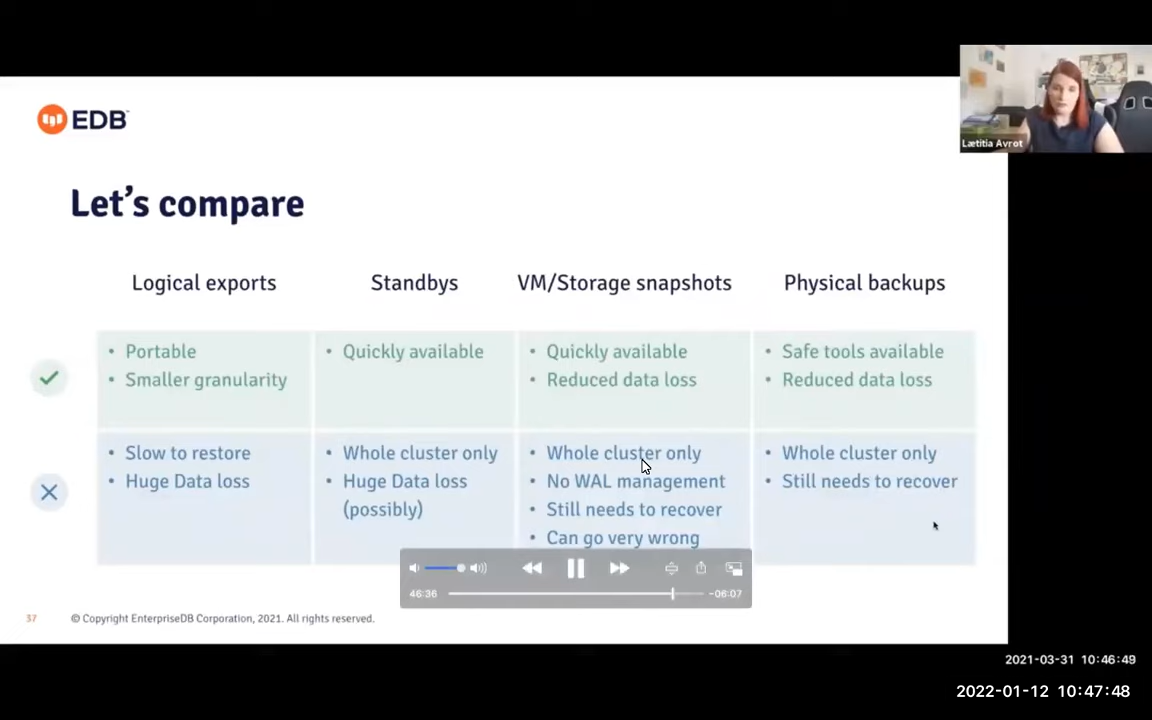 EDB
Lætitia Avrot
Let's compare
Logical exports
Standbys
VM/Storage snapshots
Physical backups
• Portable
• Smaller granularity
• Quickly available
• Quickly available
• Reduced data loss
• Safe tools available
• Reduced data loss
• Slow to restore
• Huge Data loss
• Whole cluster only
• Huge Data loss
(possibly)
• Whole cluster only
• No WAL management
• Still needs to recover
• Can go very wrong
• Whole cluster only
• Still needs to recover
46:36
-06:07
37
© Copyright EnterpriseDB Corporation, 2021. All rights reserved.
2021-03-31 10:46:49
2022-01-12 10:47:48